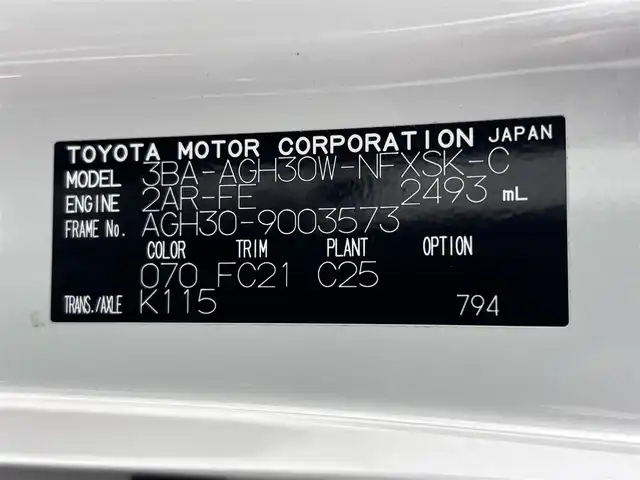 TOYOTA MOTOR CORPORATION JAPAN
MODEL 3BA-AGH30W-NFXSK-C
ENGINE 2AR-FE 2493 mL
FRAME No. AGH30-9003573
COLOR TRIM PLANT OPTION
070 FC21 C25
TRANS./AXLE K115 794